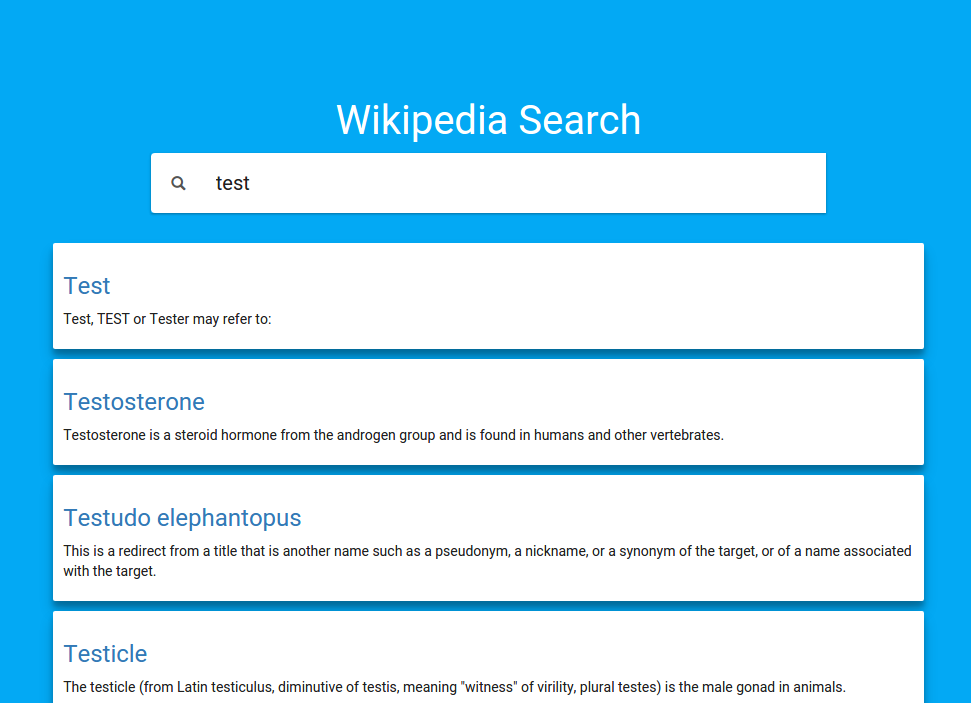 Wikipedia Search
test
Test
Test, TEST or Tester may refer to:
Testosterone
Testosterone is a steroid hormone from the androgen group and is found in humans and other vertebrates.
Testudo elephantopus
This is a redirect from a title that is another name such as a pseudonym, a nickname, or a synonym of the target, or of a name associated
with the target.
Testicle
The testicle (from Latin testiculus, diminutive of testis, meaning "witness" of virility, plural testes) is the male gonad in animals.